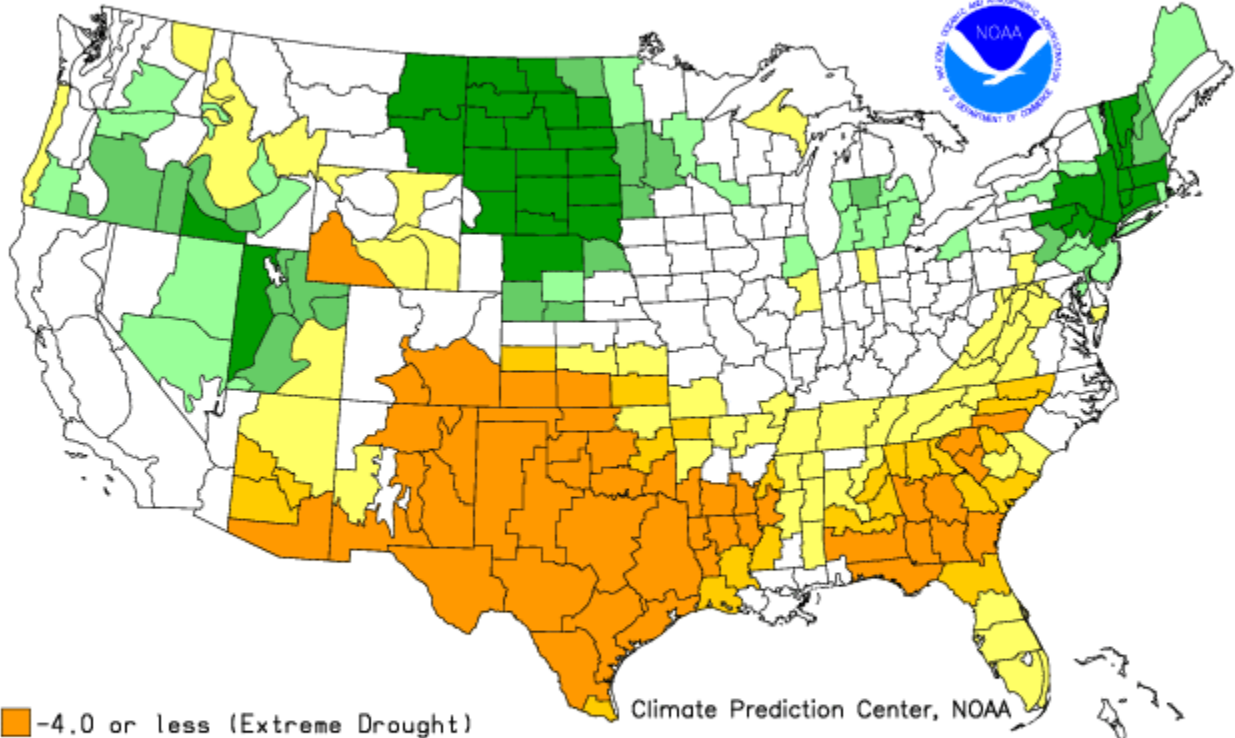 NATIONAL OCEANIC AND ATMOSPHERIC ADMINISTRATION
NOAA
U.S. DEPARTMENT OF COMMERCE
Climate Prediction Center, NOAA
-4.0 or less (Extreme Drought)